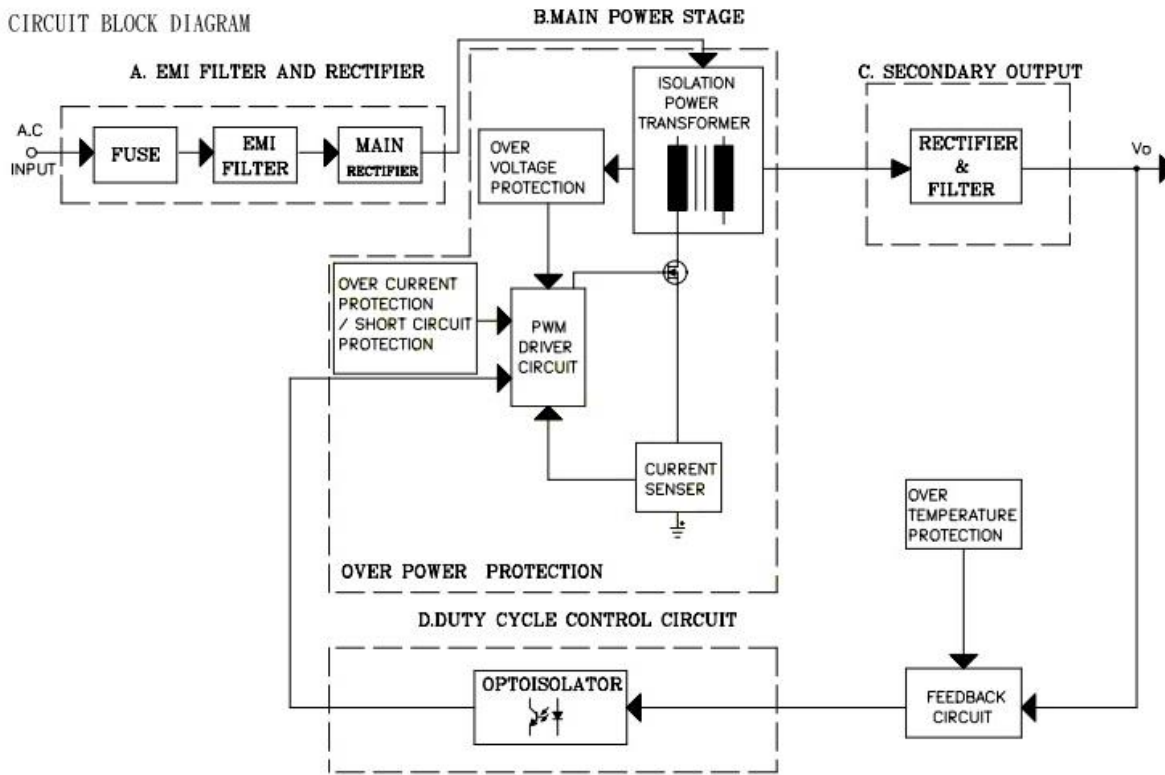 CIRCUIT BLOCK DIAGRAM
B.MAIN POWER STAGE
A. EMI FILTER AND RECTIFIER
C. SECONDARY OUTPUT
A.C
INPUT
FUSE
EMI
FILTER
MAIN
RECTIFIER
OVER
VOLTAGE
PROTECTION
ISOLATION
POWER
TRANSFORMER
RECTIFIER
&
FILTER
Vo
OVER CURRENT
PROTECTION
/ SHORT CIRCUIT
PROTECTION
PWM
DRIVER
CIRCUIT
CURRENT
SENSER
OVER
TEMPERATURE
PROTECTION
OVER POWER PROTECTION
D.DUTY CYCLE CONTROL CIRCUIT
OPTOISOLATOR
FEEDBACK
CIRCUIT